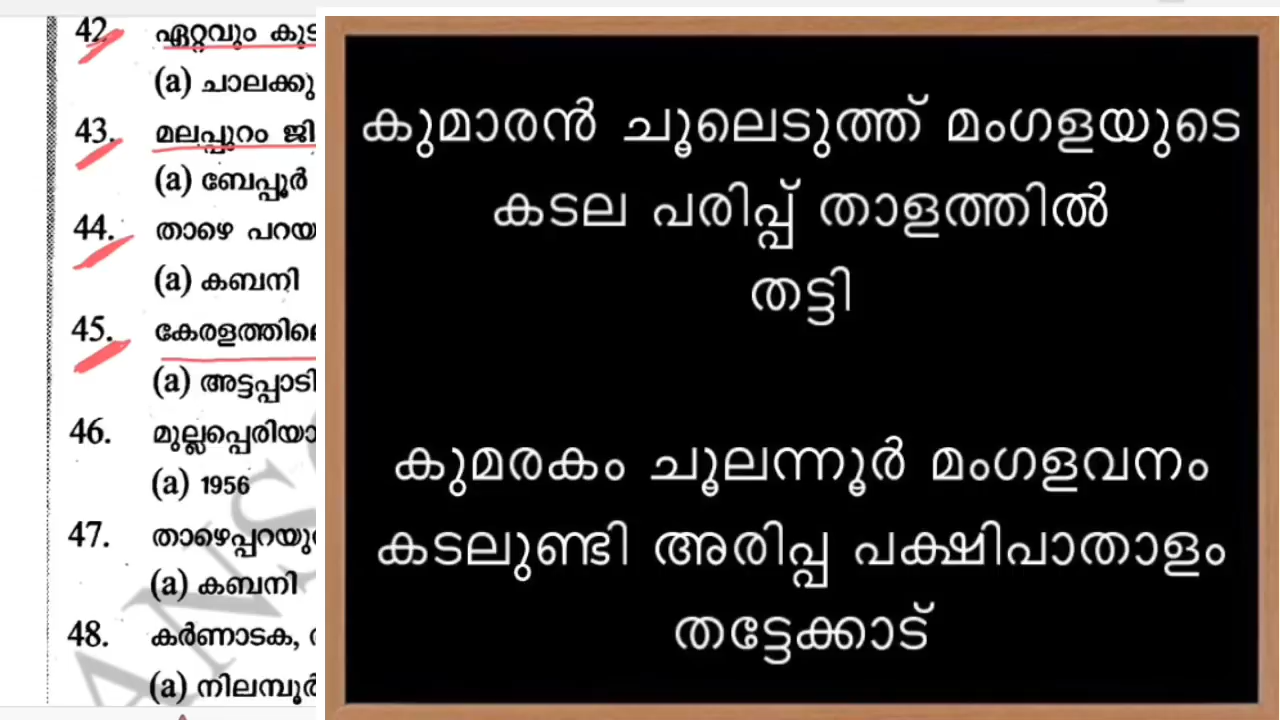 42. ഏറ്റവും
(a) ചാലക്കു
43. മലപ്പുറം ജി
(a) ബേപ്പൂർ
44. താഴെ പറയ
(a) കബനി
45. കേരളത്തിലെ
(a) അട്ടപ്പാടി
46. മുല്ലപ്പെരിയാ
(a) 1956
47. താഴെപ്പറയു
(a) കബനി
48. കർണാടക,
(a) നിലമ്പൂർ
കുമാരൻ ചൂലെടുത്ത് മംഗളയുടെ
കടല പരിപ്പ് താളത്തിൽ
തട്ടി
കുമരകം ചൂലന്നൂർ മംഗളവനം
കടലുണ്ടി അരിപ്പ പക്ഷിപാതാളം
തട്ടേക്കാട്